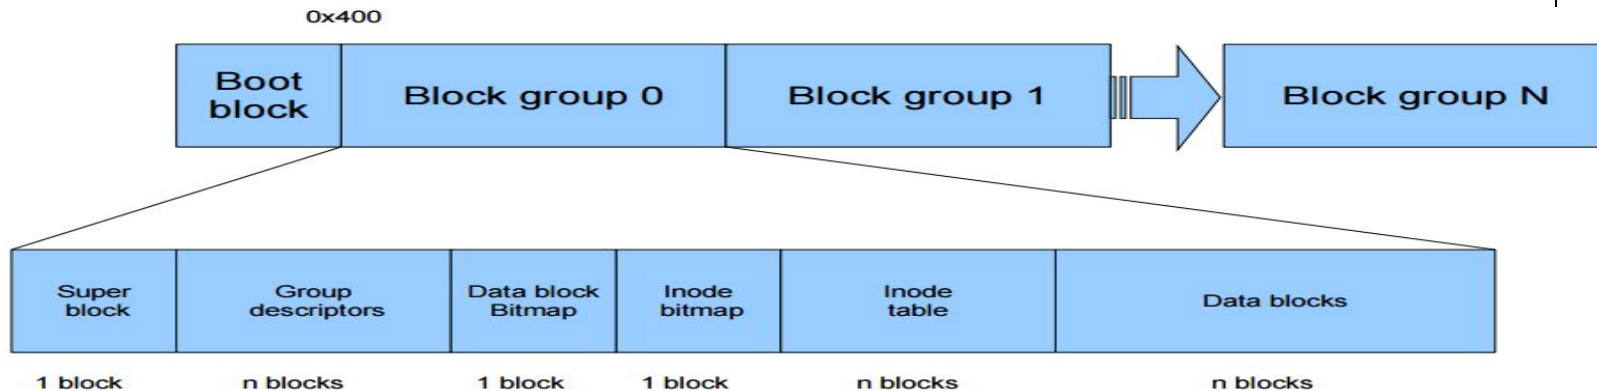 0x400
Boot
block
Block group 0
Block group 1
Block group N
Super
block
Group
descriptors
Data block
Bitmap
Inode
bitmap
Inode
table
Data blocks
1 block
n blocks
1 block
1 block
n blocks
n blocks